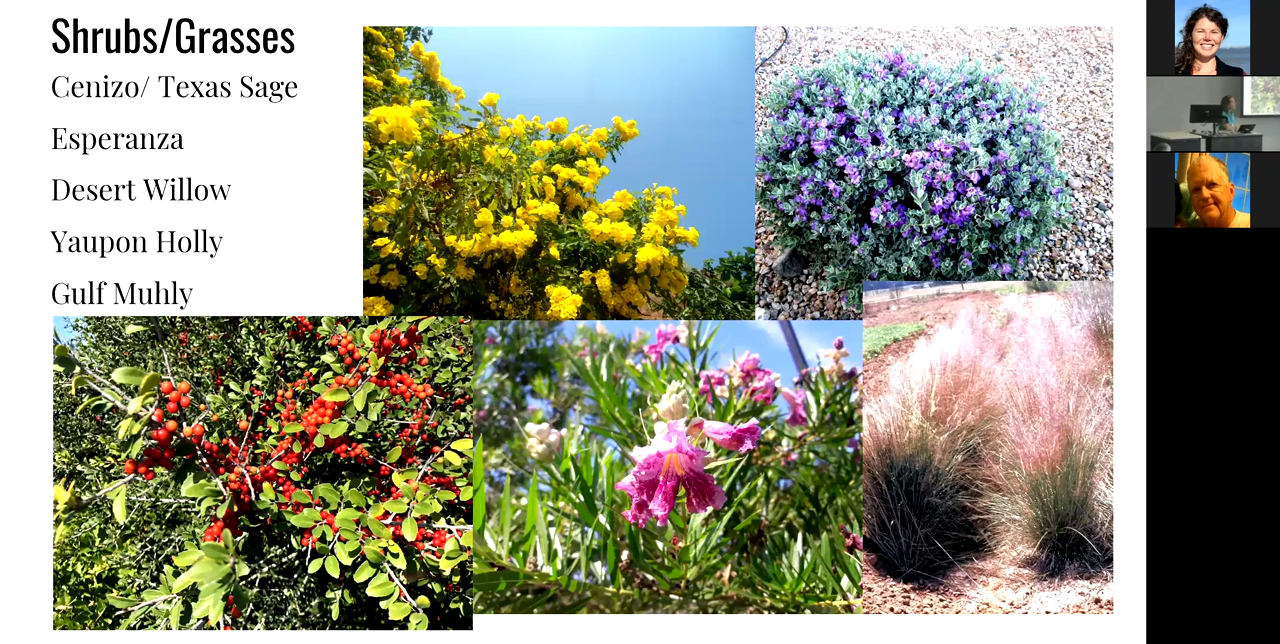 Shrubs/Grasses
Cenizo/ Texas Sage
Esperanza
Desert Willow
Yaupon Holly
Gulf Muhly